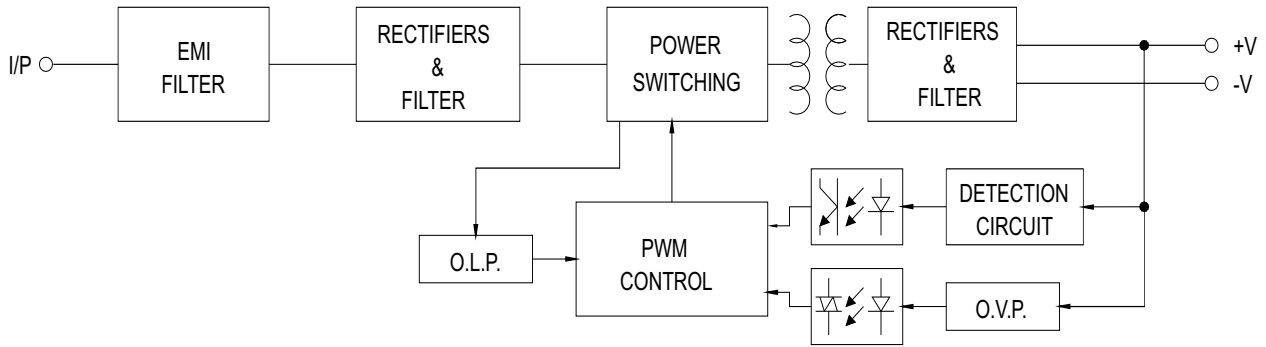 I/P
EMI
FILTER
RECTIFIERS
&
FILTER
POWER
SWITCHING
RECTIFIERS
&
FILTER
+V
-V
O.L.P.
PWM
CONTROL
DETECTION
CIRCUIT
O.V.P.